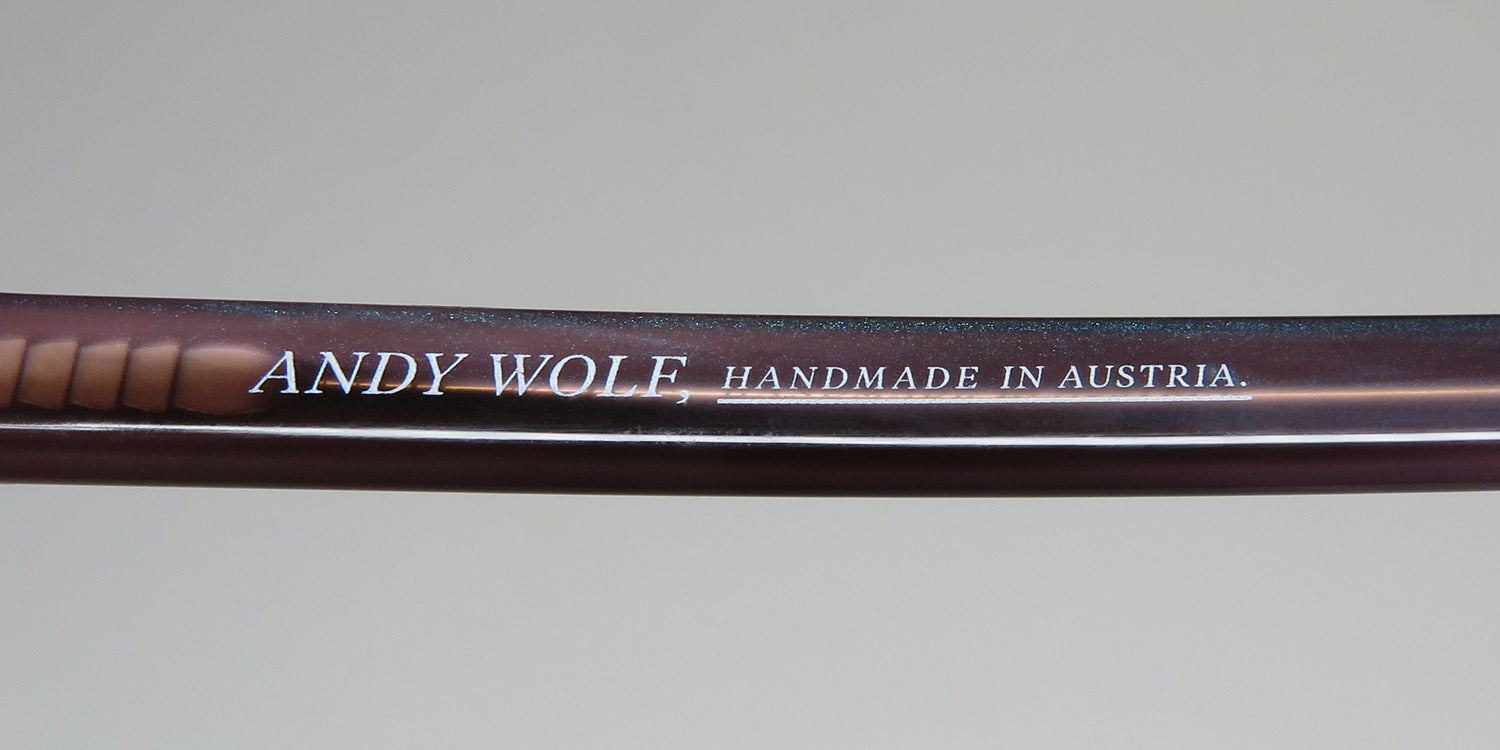 ANDY WOLF, HANDMADE IN AUSTRIA.